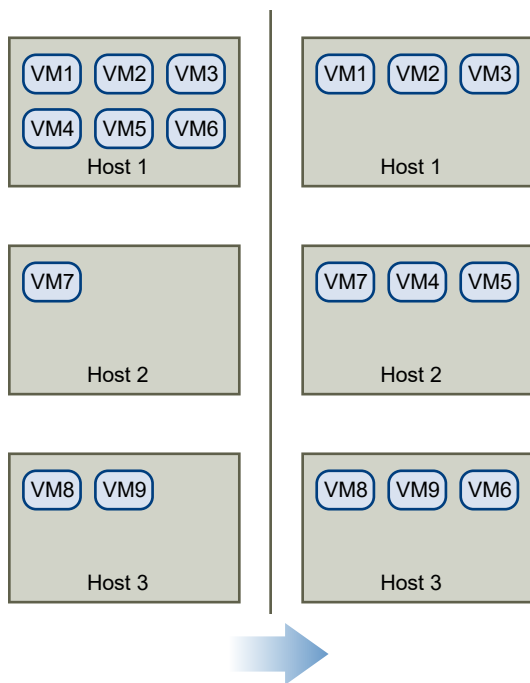 VM1 VM2 VM3
VM4 VM5 VM6
Host 1
VM7
Host 2
VM8 VM9
Host 3
VM1 VM2 VM3
Host 1
VM7 VM4 VM5
Host 2
VM8 VM9 VM6
Host 3